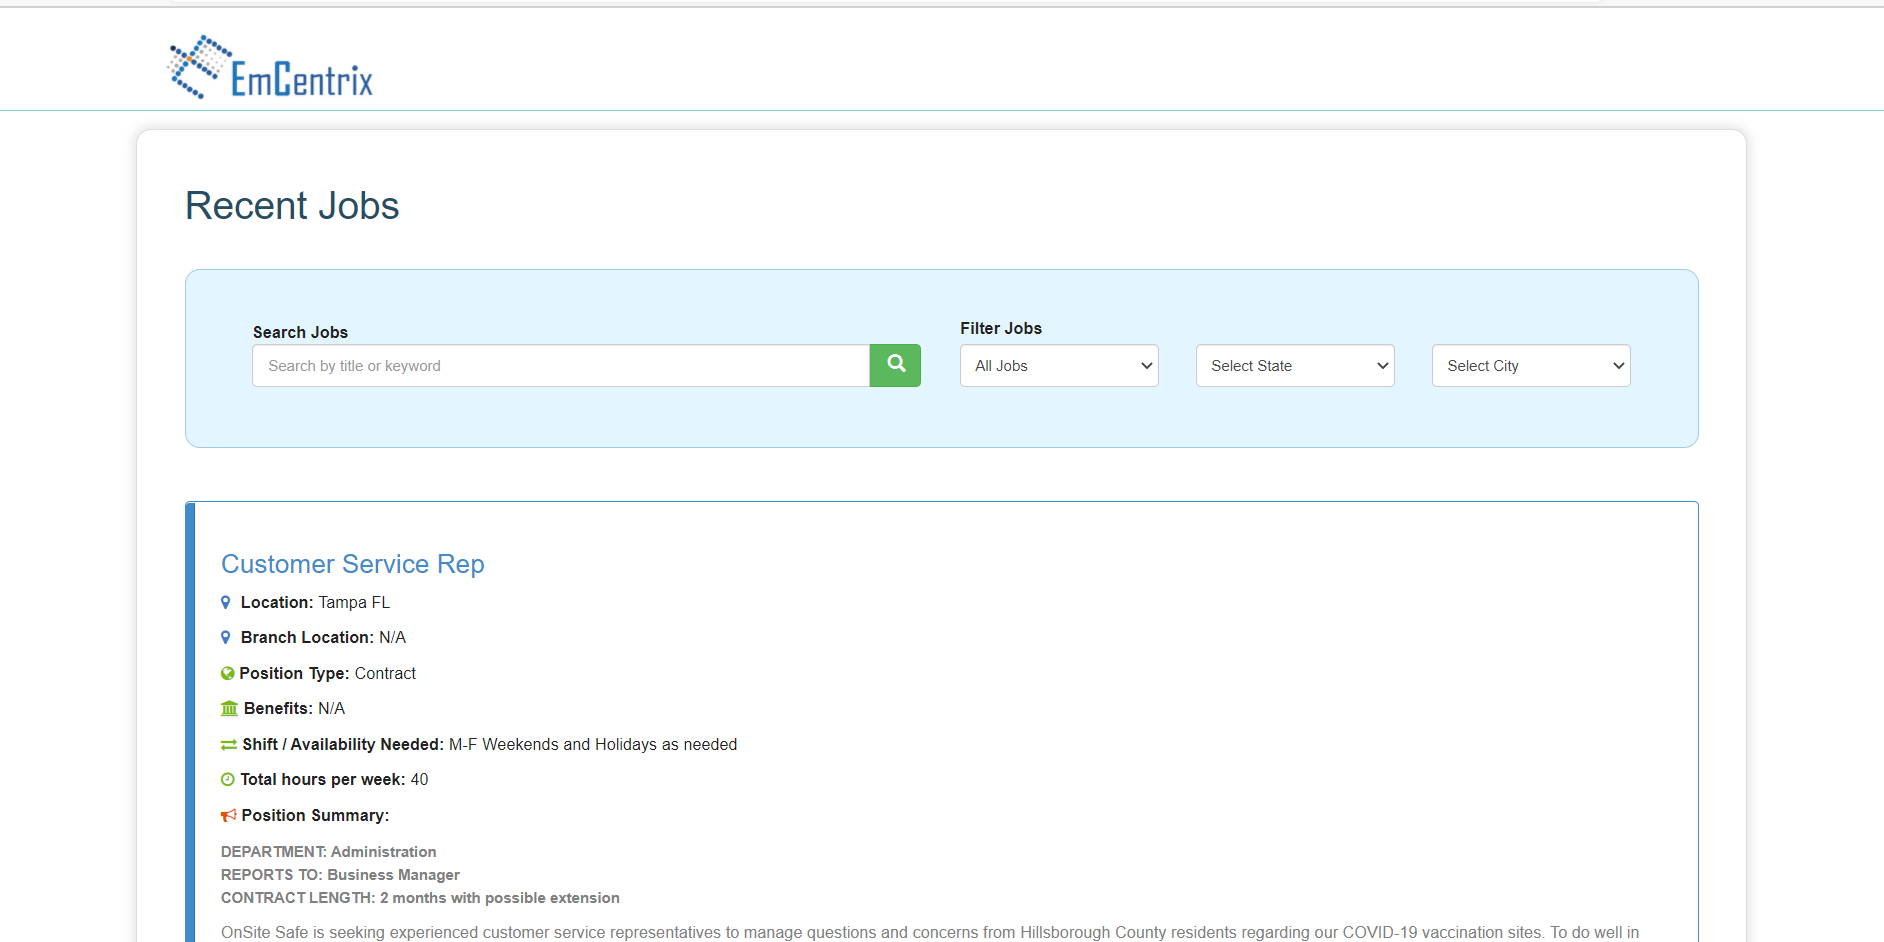 EmCentrix
Recent Jobs
Search Jobs
Search by title or keyword
Filter Jobs
All Jobs
Select State
Select City
Customer Service Rep
Location: Tampa FL
Branch Location: N/A
Position Type: Contract
Benefits: N/A
Shift / Availability Needed: M-F Weekends and Holidays as needed
Total hours per week: 40
Position Summary:
DEPARTMENT: Administration
REPORTS TO: Business Manager
CONTRACT LENGTH: 2 months with possible extension
OnSite Safe is seeking experienced customer service representatives to manage questions and concerns from Hillsborough County residents regarding our COVID-19 vaccination sites. To do well in